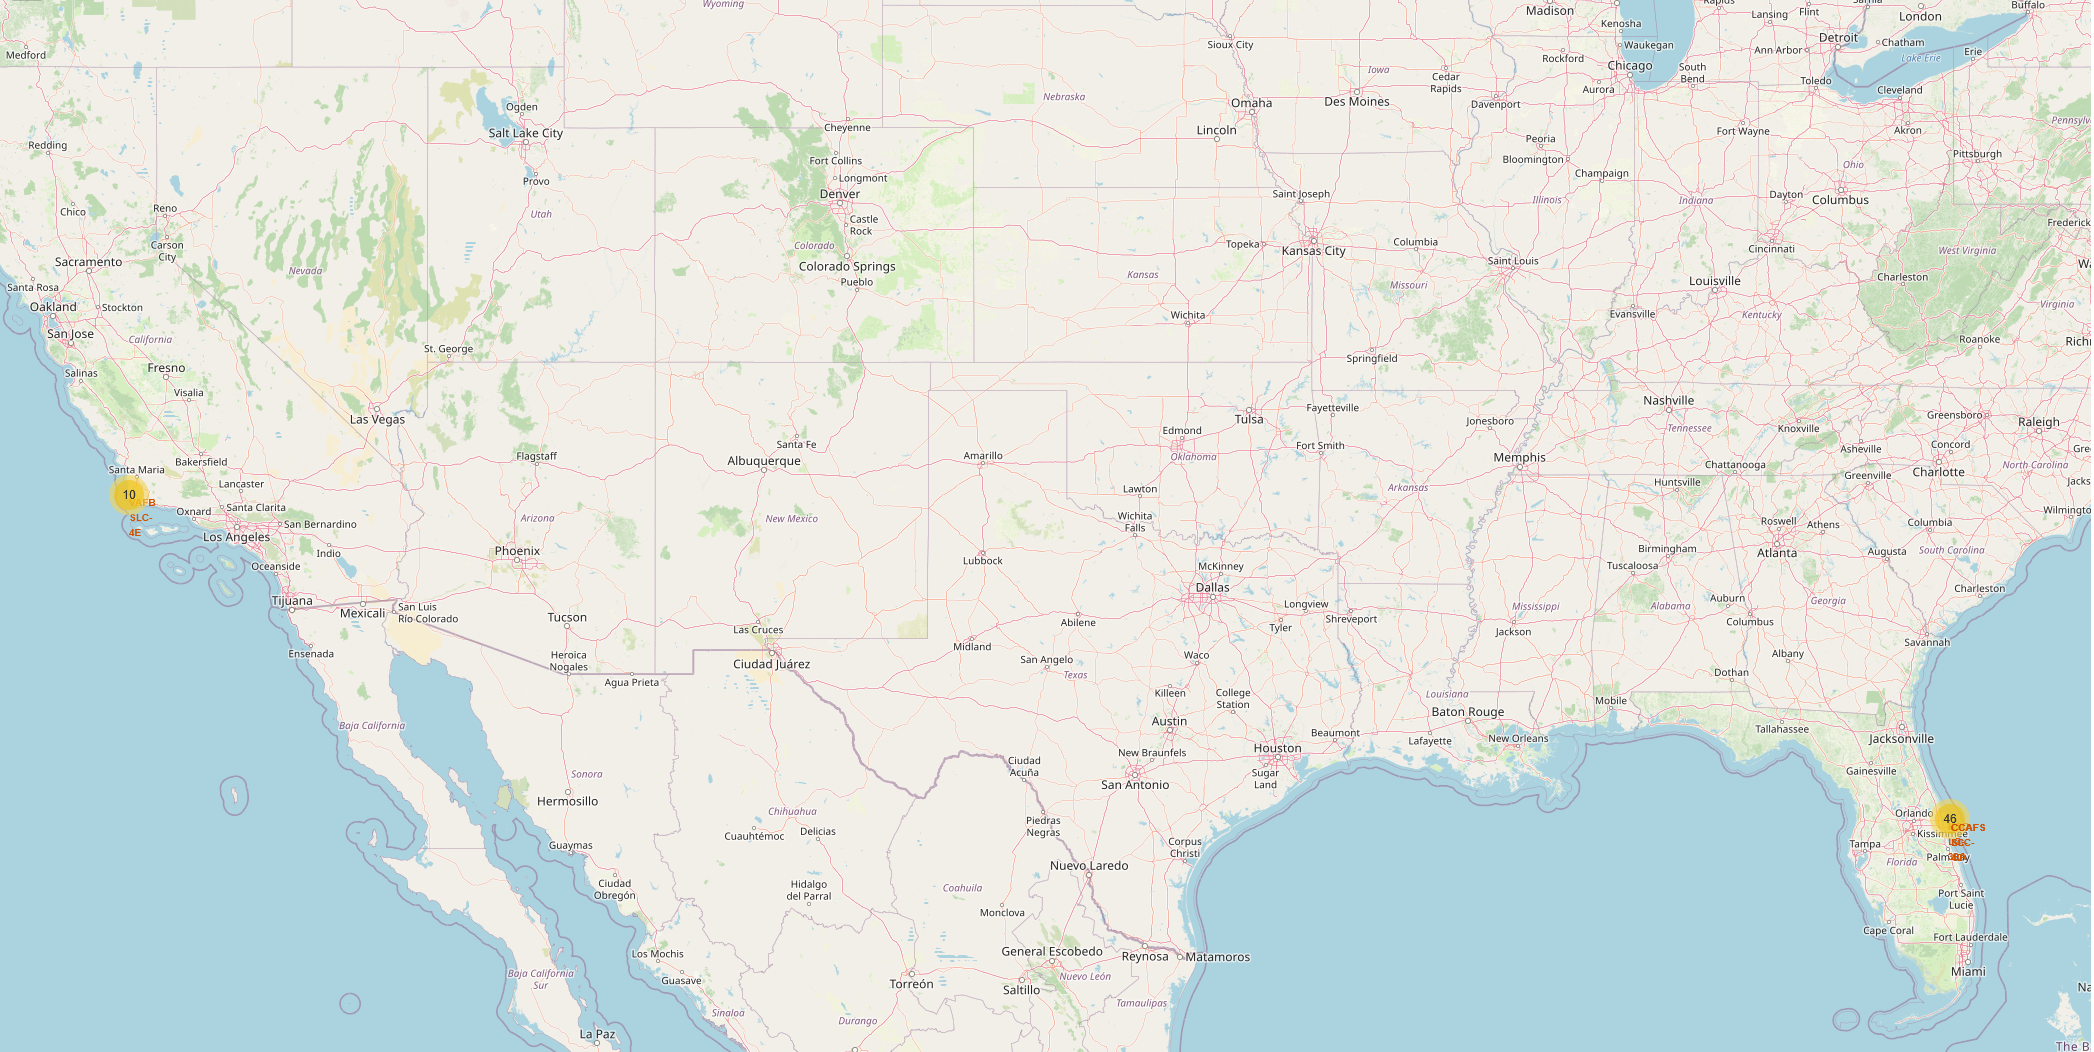 Wyoming
Madison
Rapids
Lansing
Flint
Sarnia
London
Buffalo
Medford
Sioux City
Kenosha
Waukegan
Detroit
Ann Arbor
Chatham
Erie
Lake Erie
Rockford
Chicago
South
Bend
Toledo
Iowa
Cedar
Rapids
Aurora
Cleveland
Ogden
Nebraska
Omaha
Des Moines
Davenport
Salt Lake City
Cheyenne
Lincoln
Fort Wayne
Akron
Redding
Peoria
Bloomington
Pittsburgh
Fort Collins
Longmont
Denver
Provo
Champaign
Ohio
Saint Joseph
Illinois
Indiana
Dayton
Columbus
Chico
Reno
Utah
Castle
Rock
Carson
City
Colorado
Topeka
Kansas City
Columbia
Cincinnati
West Virginia
Sacramento
Nevada
Colorado Springs
Pueblo
Kansas
Saint Louis
Missouri
Louisville
Charleston
Santa Rosa
Oakland
Stockton
San Jose
California
Wichita
Evansville
Kentucky
Virginia
St. George
Springfield
Roanoke
Salinas
Fresno
Visalia
Las Vegas
Tulsa
Fayetteville
Jonesboro
Nashville
Tennessee
Knoxville
Greensboro
Raleigh
Edmond
Oklahoma
Fort Smith
Santa Fe
Albuquerque
Flagstaff
Amarillo
Memphis
Chattanooga
Asheville
Concord
Charlotte
North Carolina
Santa Maria
Bakersfield
Lancaster
10
SLC-
4E
Oxnard
Santa Clarita
San Bernardino
Los Angeles
Indio
Oceanside
Arizona
Phoenix
New Mexico
Lawton
Wichita
Falls
Arkansas
Huntsville
Greenville
Roswell
Athens
Columbia
Wilmington
Lubbock
McKinney
Dallas
Birmingham
Tuscaloosa
Atlanta
Augusta
South Carolina
Charleston
Tijuana
Mexicali
San Luis
Río Colorado
Tucson
Las Cruces
Abilene
Longview
Tyler
Shreveport
Mississippi
Jackson
Alabama
Auburn
Columbus
Georgia
Savannah
Ensenada
Heroica
Nogales
Agua Prieta
Ciudad Juárez
Midland
San Angelo
Texas
Waco
Albany
Dothan
Killeen
College
Station
Louisiana
Baton Rouge
Mobile
Baja California
Austin
Tallahassee
Jacksonville
New Braunfels
Houston
Beaumont
Lafayette
New Orleans
Sonora
Ciudad
Acuña
San Antonio
Sugar
Land
Gainesville
Hermosillo
Chihuahua
Cuauhtémoc
Delicias
Piedras
Negras
Orlando
46
CCAFS
Kissimmee
Guaymas
Corpus
Christi
Tampa
Florida
Nuevo Laredo
Ciudad
Obregón
Hidalgo
del Parral
Coahuila
Monclova
Port Saint
Lucie
Cape Coral
Fort Lauderdale
Los Mochis
Guasave
General Escobedo
Reynosa
Matamoros
Baja California
Sur
Torreón
Saltillo
Nuevo León
Miami
Tamaulipas
Sinaloa
Durango
La Paz
The B